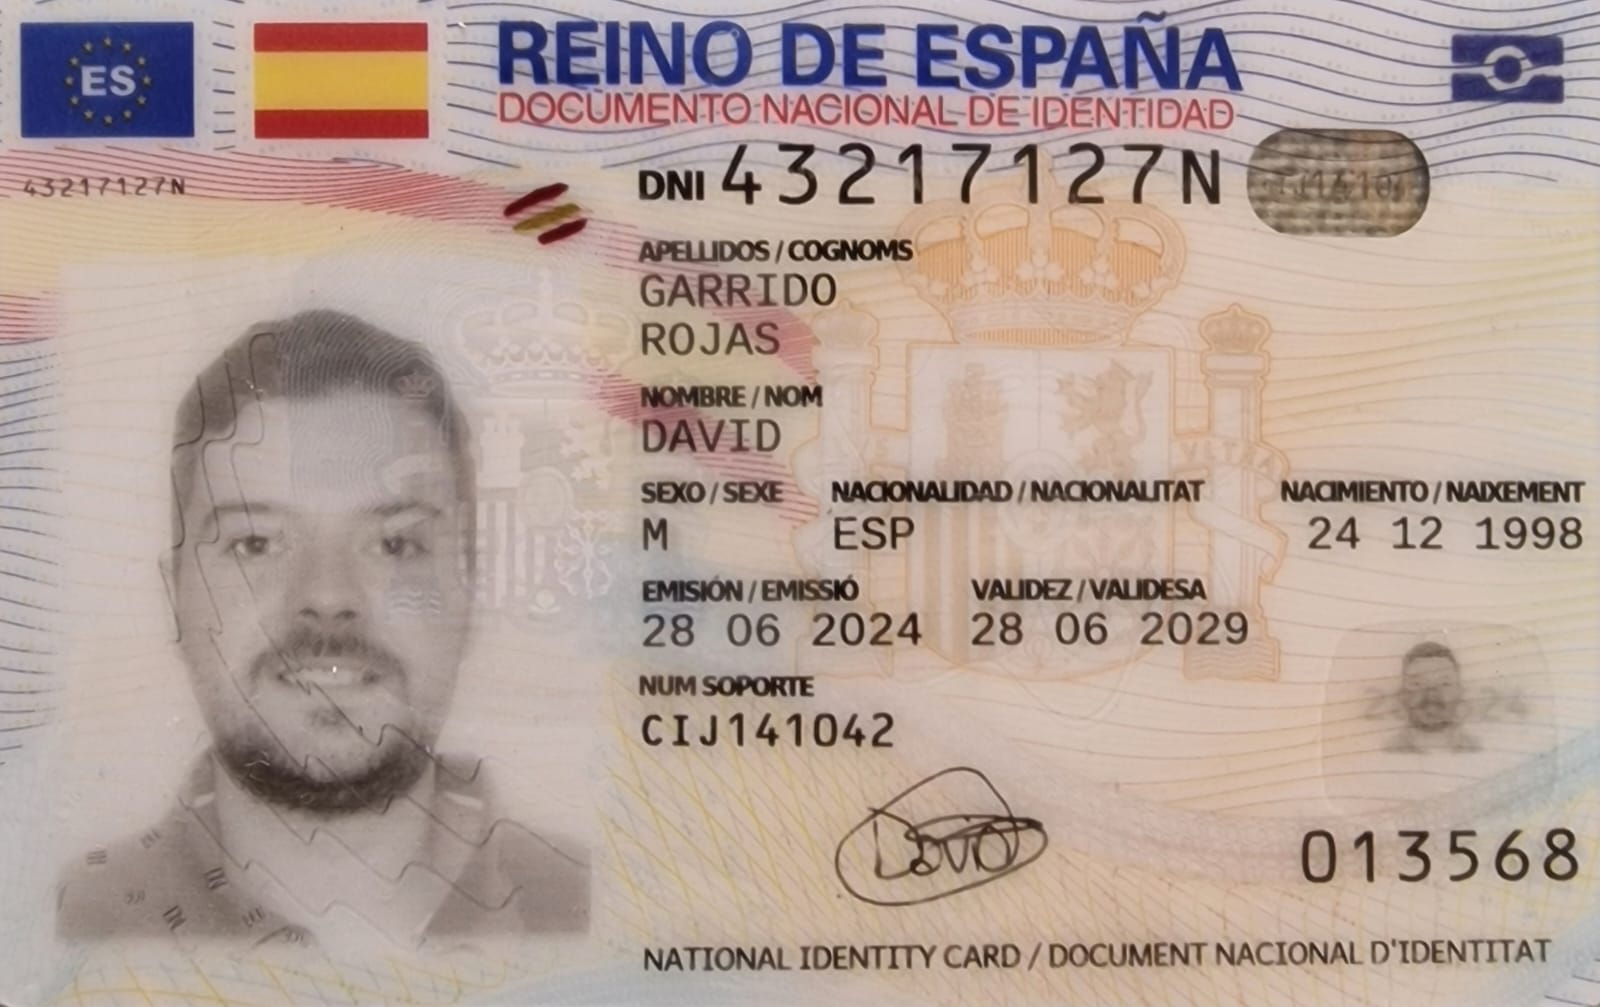 ES
REINO DE ESPAÑA
DOCUMENTO NACIONAL DE IDENTIDAD
43217127N
DNI 43217127N
APELLIDOS / COGNOMS
GARRIDO
ROJAS
NOMBRE / NOM
DAVID
SEXO / SEXE NACIONALIDAD / NACIONALITAT NACIMIENTO / NAIXEMENT
M ESP 24 12 1998
EMISIÓN / EMISSIÓ VALIDEZ / VALIDESA
28 06 2024 28 06 2029
NUM SOPORTE
CIJ141042
013568
NATIONAL IDENTITY CARD / DOCUMENT NACIONAL D'IDENTITAT